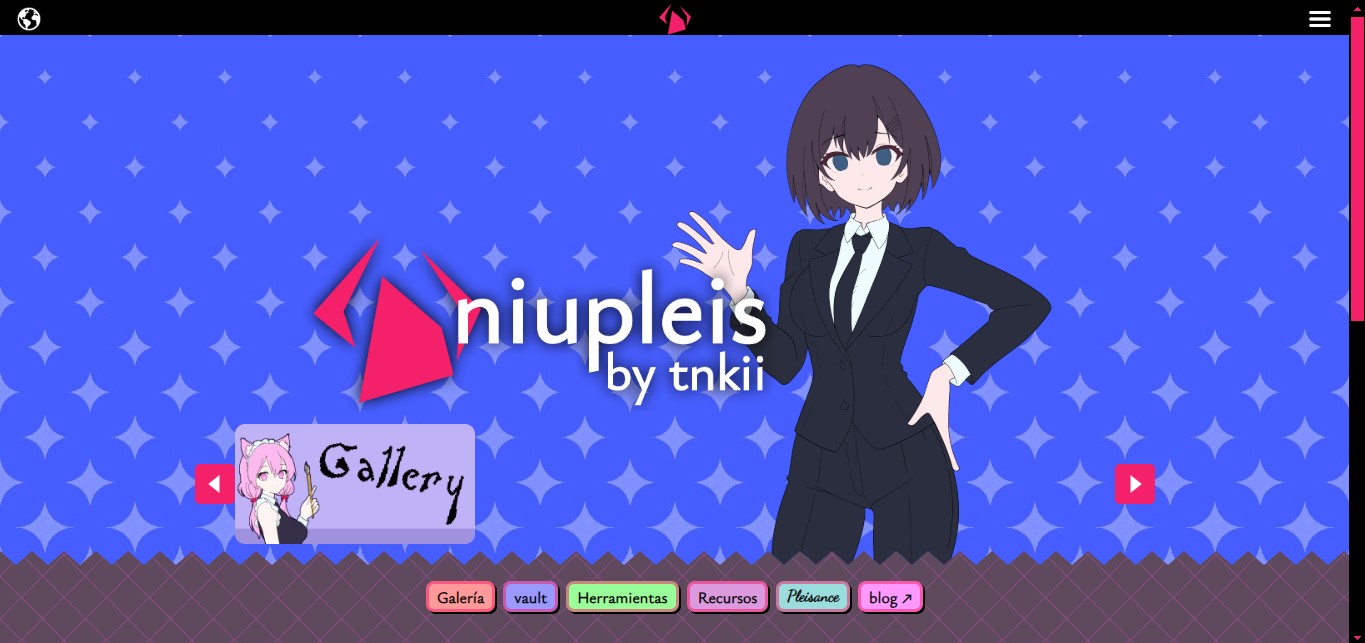 niupleis
by tnkii
Gallery
Galería vault Herramientas Recursos Pleisance blog ↗